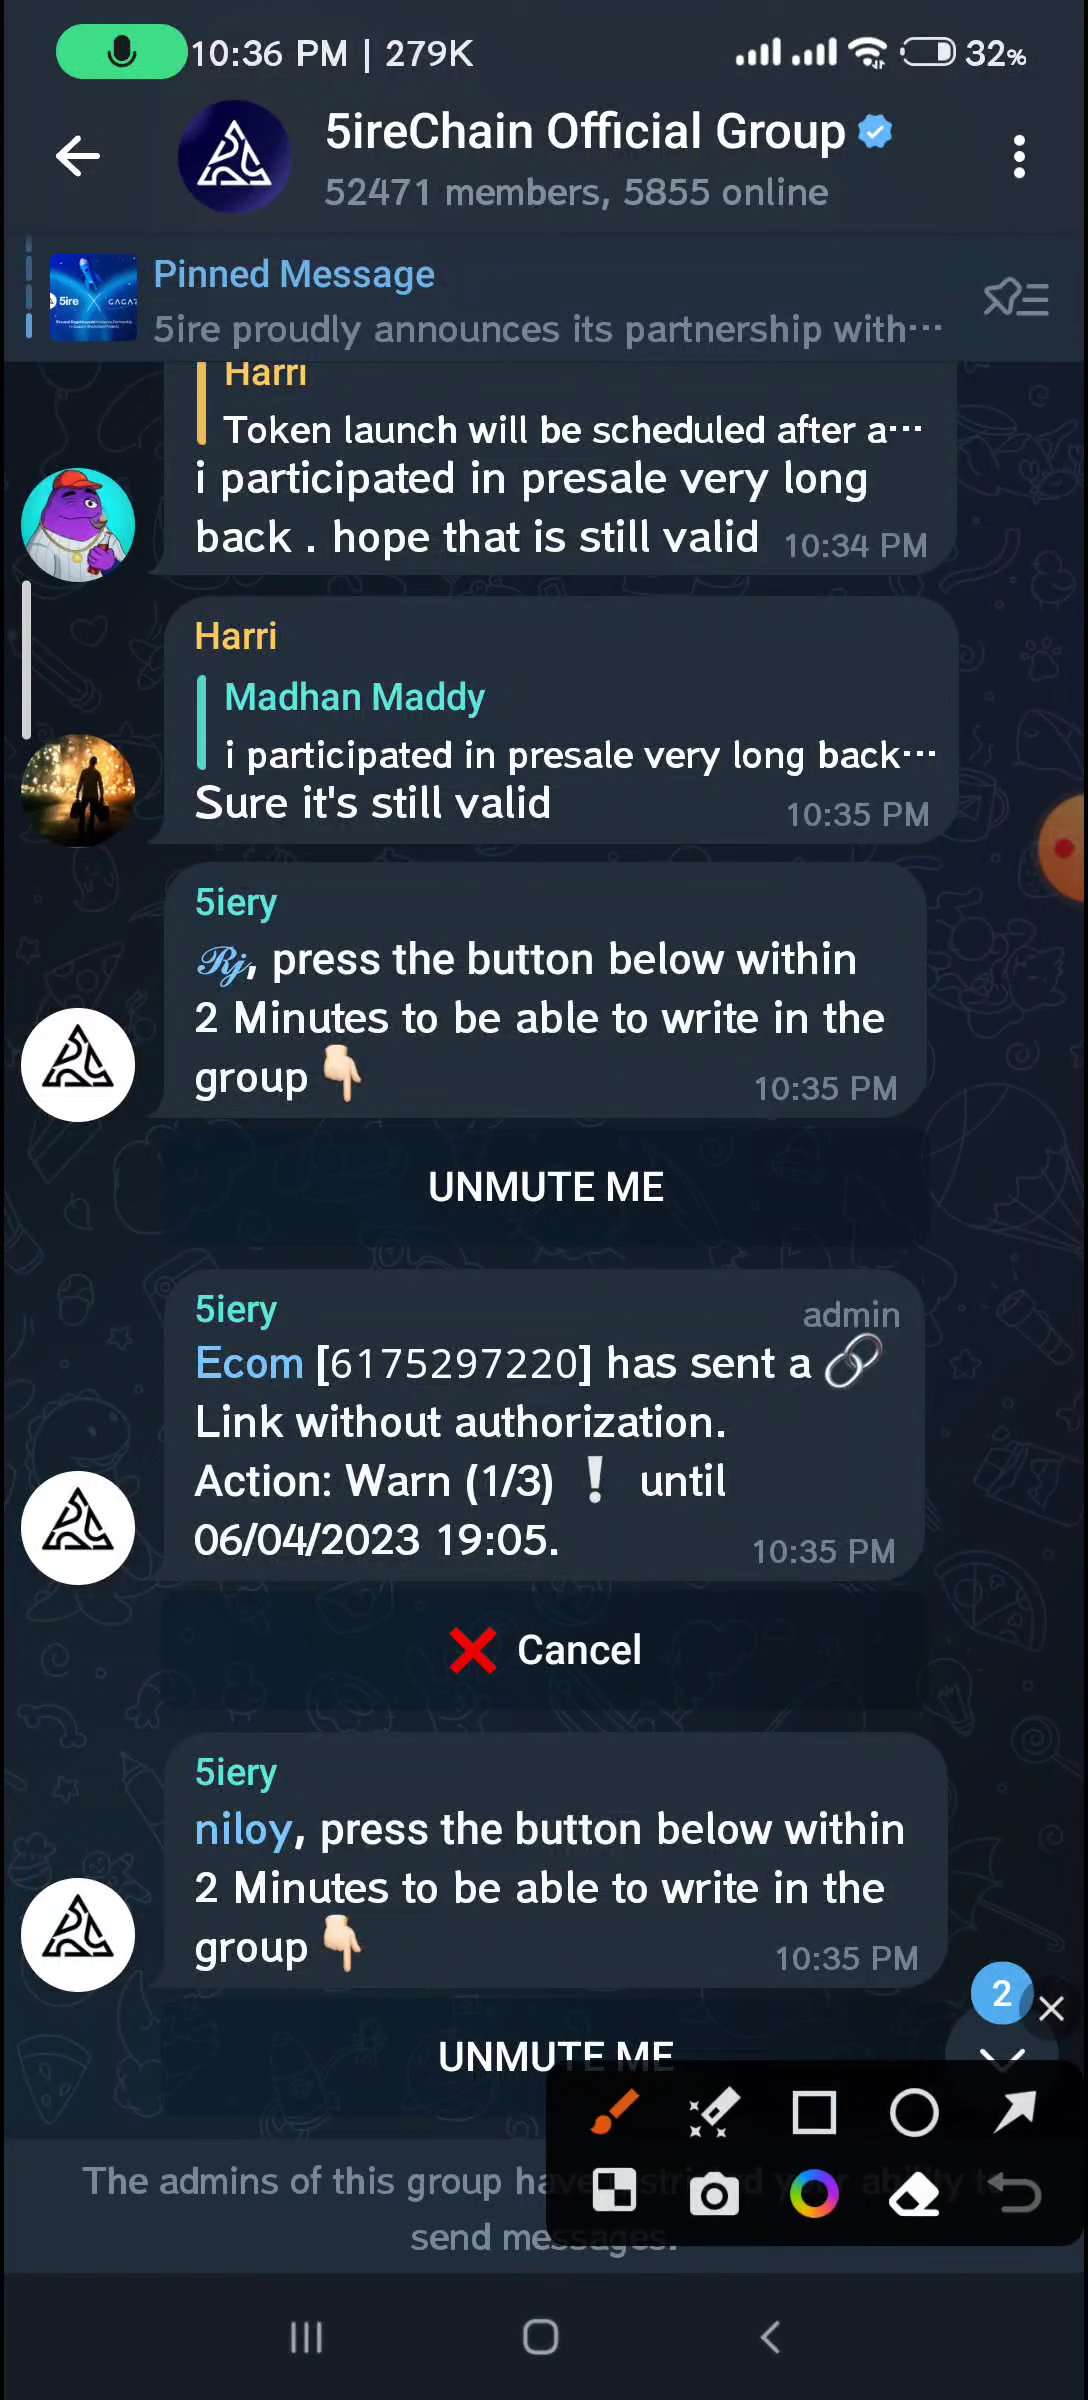 10:36 PM | 279K
32%
5ireChain Official Group
52471 members, 5855 online
Pinned Message
5ire proudly announces its partnership with...
5ire
Harri
Token launch will be scheduled after a...
i participated in presale very long
back . hope that is still valid 10:34 PM
Harri
Madhan Maddy
i participated in presale very long back...
Sure it's still valid 10:35 PM
5iery
Rj, press the button below within
2 Minutes to be able to write in the
group👇🏻 10:35 PM
UNMUTE ME
5iery admin
Ecom [6175297220] has sent a 🔗
Link without authorization.
Action: Warn (1/3) ❕ until
06/04/2023 19:05. 10:35 PM
❌ Cancel
5iery
niloy, press the button below within
2 Minutes to be able to write in the
group👇🏻 10:35 PM
2
UNMUTE ME
The admins of this group have restricted your ability to
send messages.